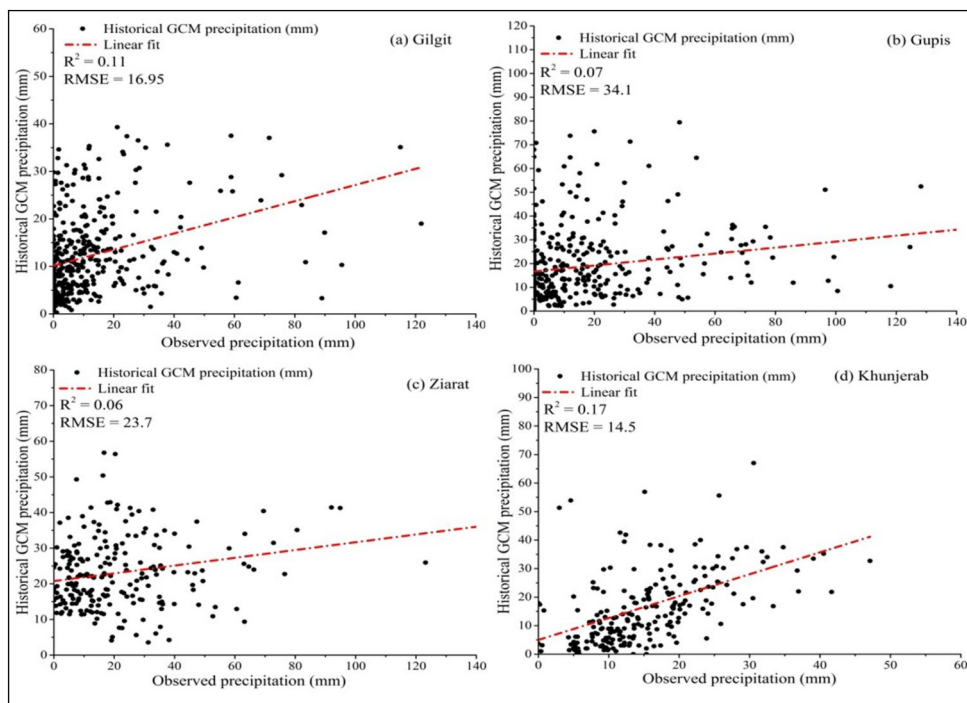 Historical GCM precipitation (mm)
Linear fit
R² = 0.11
RMSE = 16.95
(a) Gilgit
60
50
40
30
20
10
0
0 20 40 60 80 100 120 140
Observed precipitation (mm)
Historical GCM precipitation (mm)
Historical GCM precipitation (mm)
Linear fit
R² = 0.07
RMSE = 34.1
(b) Gupis
120
110
100
90
80
70
60
50
40
30
20
10
0
0 20 40 60 80 100 120 140
Observed precipitation (mm)
Historical GCM precipitation (mm)
Historical GCM precipitation (mm)
Linear fit
R² = 0.06
RMSE = 23.7
(c) Ziarat
80
70
60
50
40
30
20
10
0
0 20 40 60 80 100 120 140
Observed precipitation (mm)
Historical GCM precipitation (mm)
Historical GCM precipitation (mm)
Linear fit
R² = 0.17
RMSE = 14.5
(d) Khunjerab
100
90
80
70
60
50
40
30
20
10
0
0 10 20 30 40 50 60
Observed precipitation (mm)
Historical GCM precipitation (mm)